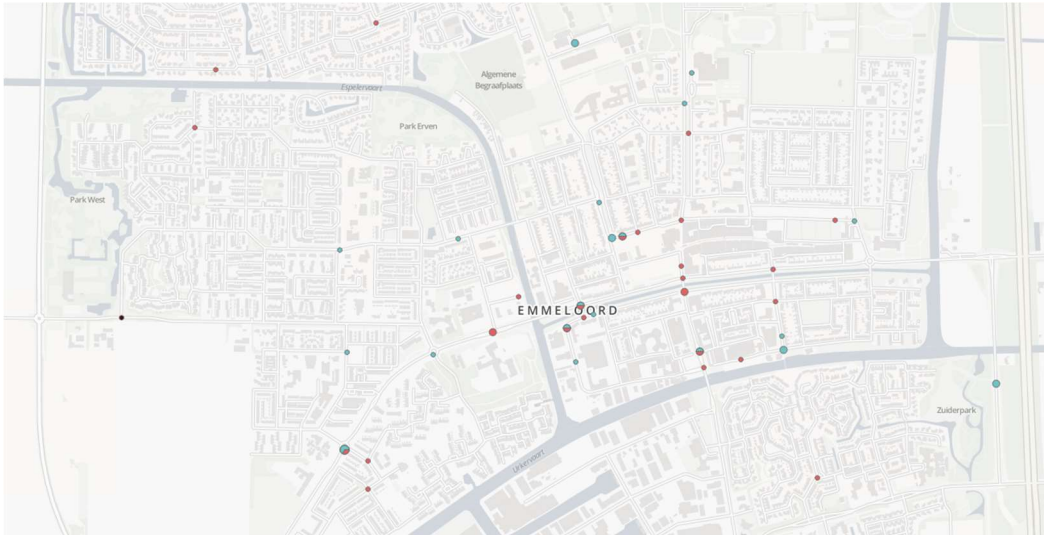 Algemene
Begraafplaats
Espelervaart
Park Erven
Park West
EMMELOORD
Zuiderpark
Urkervaart